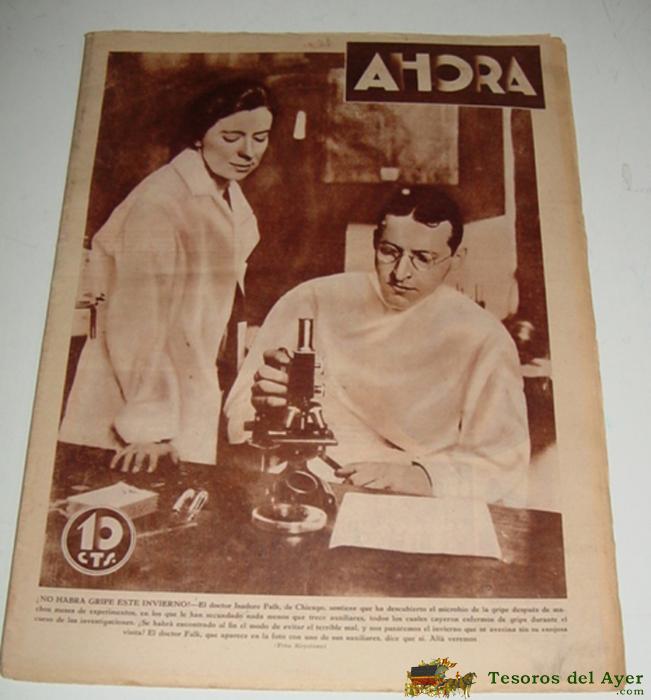 AHORA
10
CTS.
¡NO HABRA GRIPE ESTE INVIERNO!—El doctor Isadore Falk, de Chicago, sostiene que ha descubierto el microbio de la gripe después de mu-
chos meses de experimentos, en los que le han secundado nada menos que trece auxiliares, todos los cuales cayeron enfermos de gripe durante el
curso de las investigaciones. ¿Se habrá encontrado al fin el modo de evitar el terrible mal, y nos pasaremos el invierno que se avecina sin su enojosa
visita? El doctor Falk, que aparece en la foto con uno de sus auxiliares, dice que sí. Allá veremos
(Foto Keystone)
Tesoros del Ayer
.com